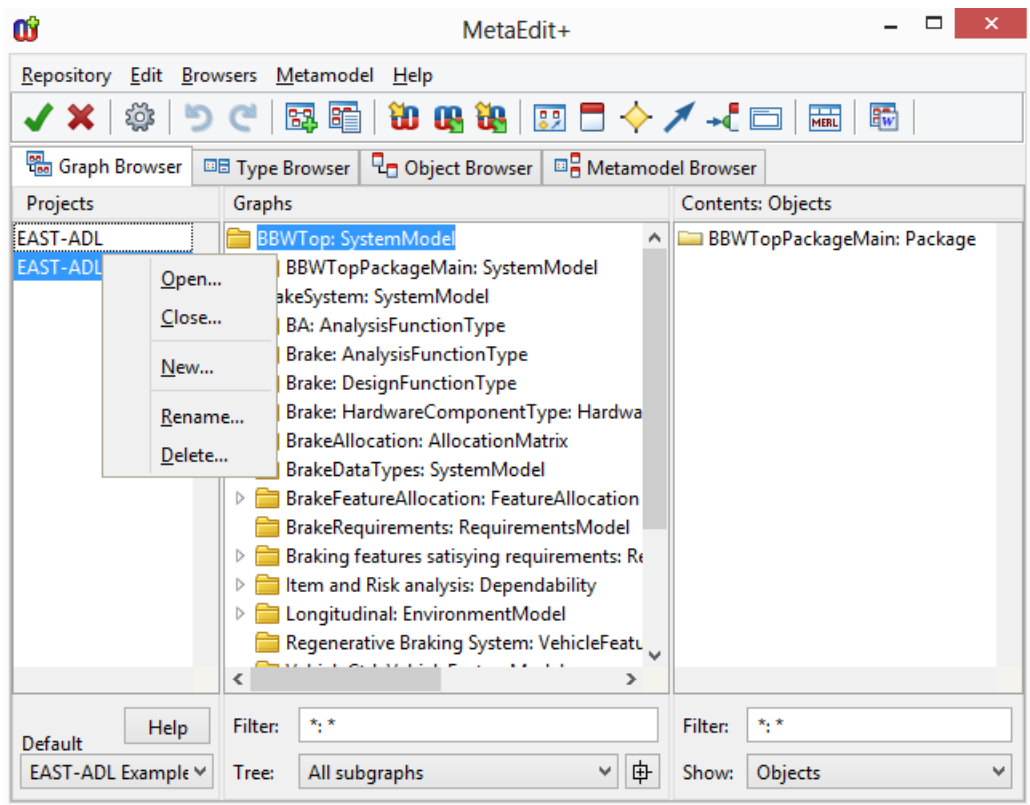 MetaEdit+
Repository Edit Browsers Metamodel Help
MERL
W
Graph Browser Type Browser Object Browser Metamodel Browser
Projects Graphs Contents: Objects
EAST-ADL BBWTop: SystemModel BBWTopPackageMain: Package
EAST-ADL BBWTopPackageMain: SystemModel
Open... akeSystem: SystemModel
Close... BA: AnalysisFunctionType
Brake: AnalysisFunctionType
New... Brake: DesignFunctionType
Rename... Brake: HardwareComponentType: Hardwa
BrakeAllocation: AllocationMatrix
Delete... BrakeDataTypes: SystemModel
BrakeFeatureAllocation: FeatureAllocation
BrakeRequirements: RequirementsModel
Braking features satisying requirements: Re
Item and Risk analysis: Dependability
Longitudinal: EnvironmentModel
Regenerative Braking System: VehicleFeatu
Help Filter: *: * Filter: *: *
Default
EAST-ADL Example Tree: All subgraphs Show: Objects